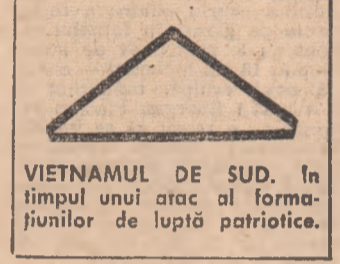 VIETNAMUL DE SUD. În
timpul unui atac al forma-
țiunilor de luptă patriotice.